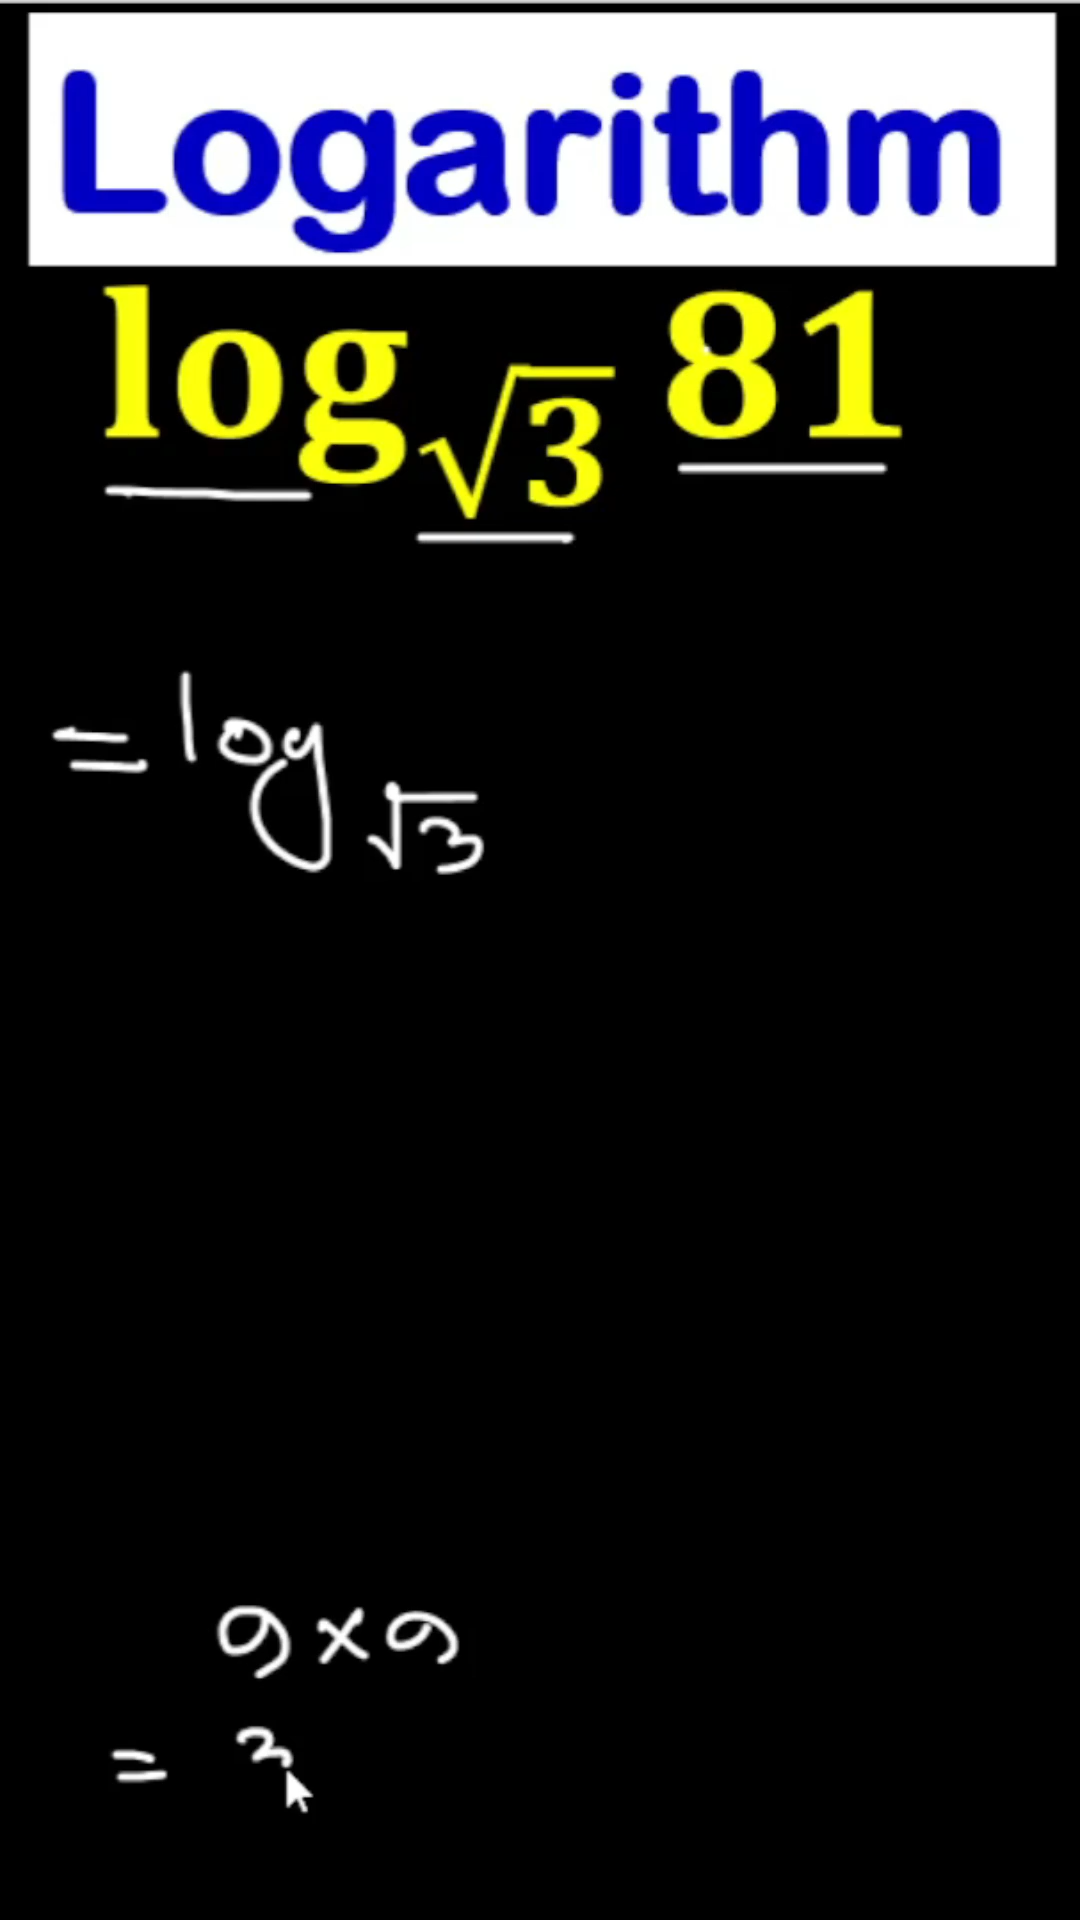 Logarithm
log√3 81
= log√3
9 × 9
= 3